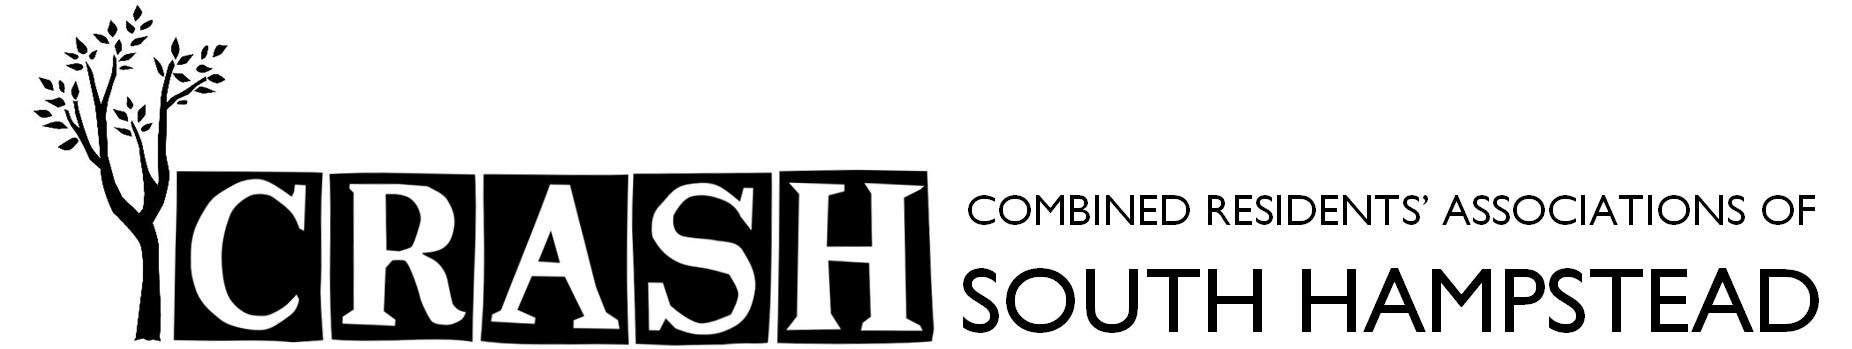 CRASH
COMBINED RESIDENTS’ ASSOCIATIONS OF
SOUTH HAMPSTEAD